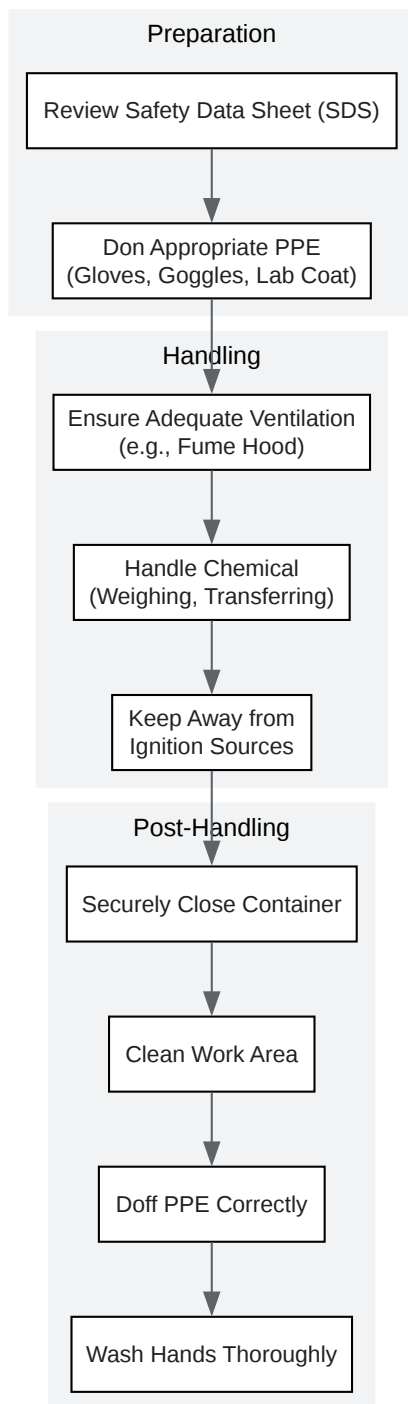 Preparation
Review Safety Data Sheet (SDS)
Don Appropriate PPE
(Gloves, Goggles, Lab Coat)
Handling
Ensure Adequate Ventilation
(e.g., Fume Hood)
Handle Chemical
(Weighing, Transferring)
Keep Away from
Ignition Sources
Post-Handling
Securely Close Container
Clean Work Area
Doff PPE Correctly
Wash Hands Thoroughly